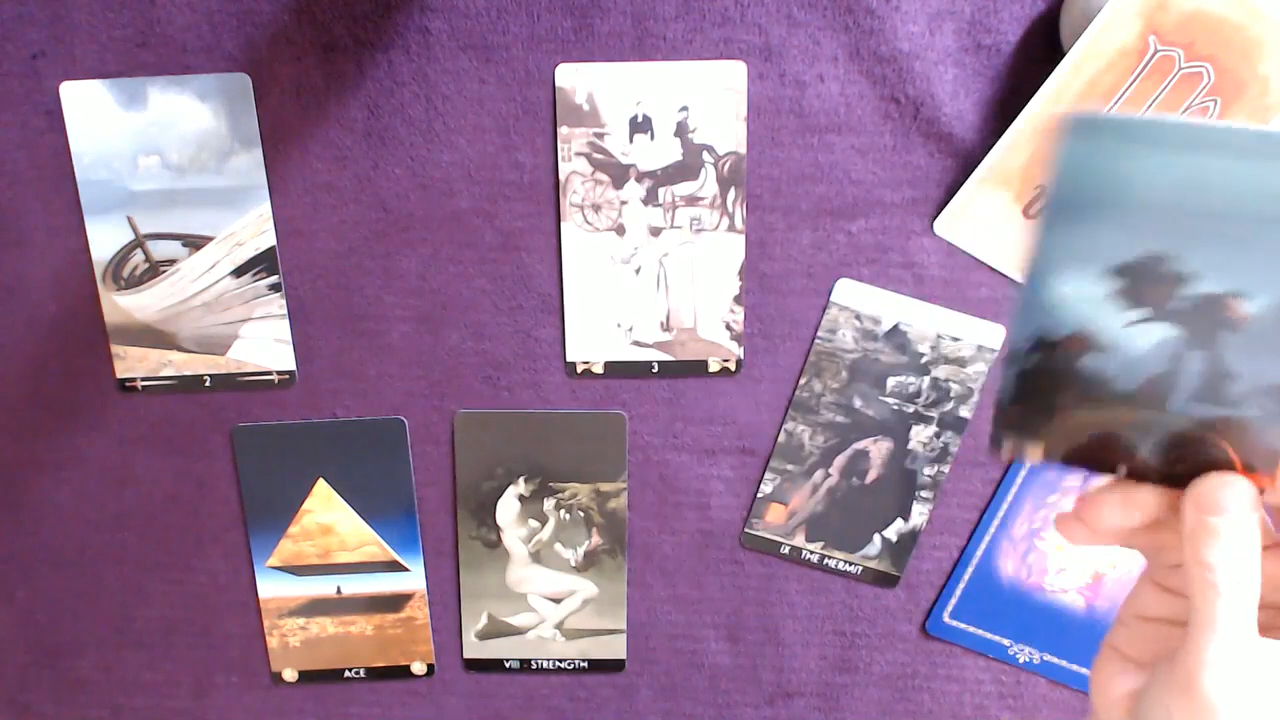 2
3
IX - THE HERMIT
ACE
VIII - STRENGTH